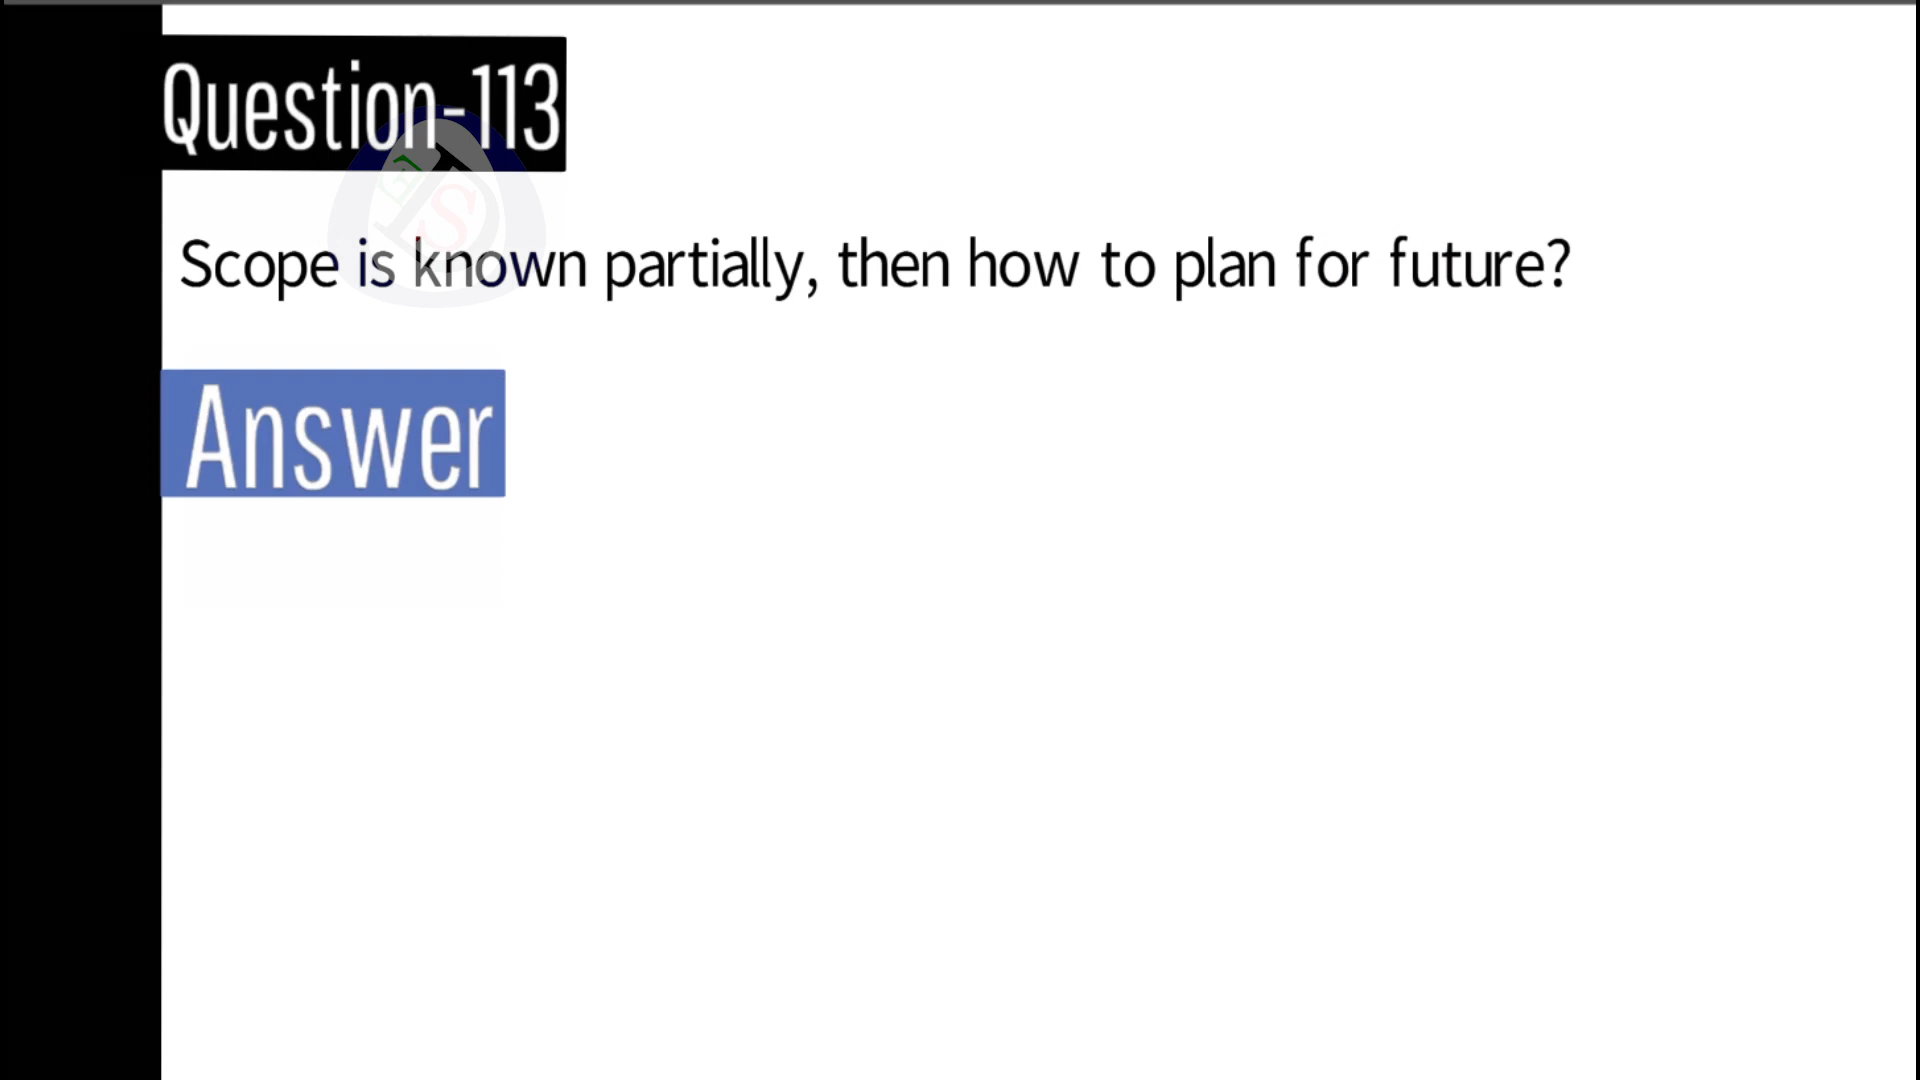 Question-113
Scope is known partially, then how to plan for future?
Answer